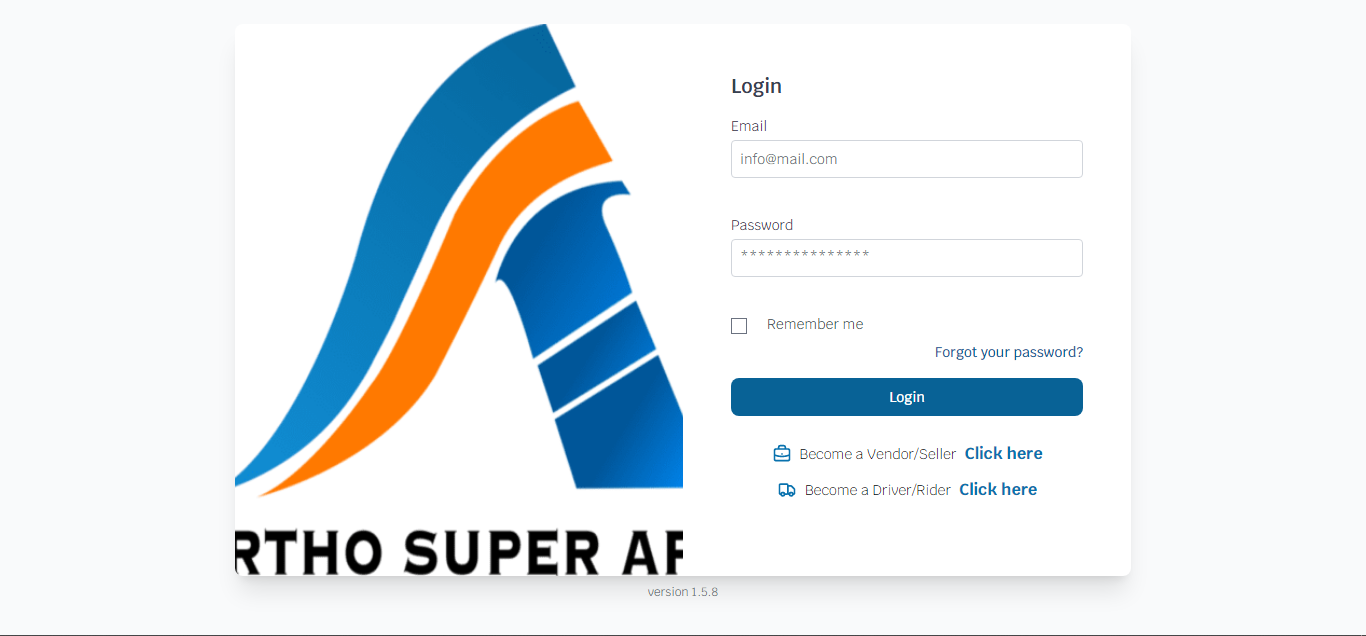 Login
Email
info@mail.com
Password
***************
Remember me
Forgot your password?
Login
Become a Vendor/Seller Click here
Become a Driver/Rider Click here
RTHO SUPER AP
version 1.5.8